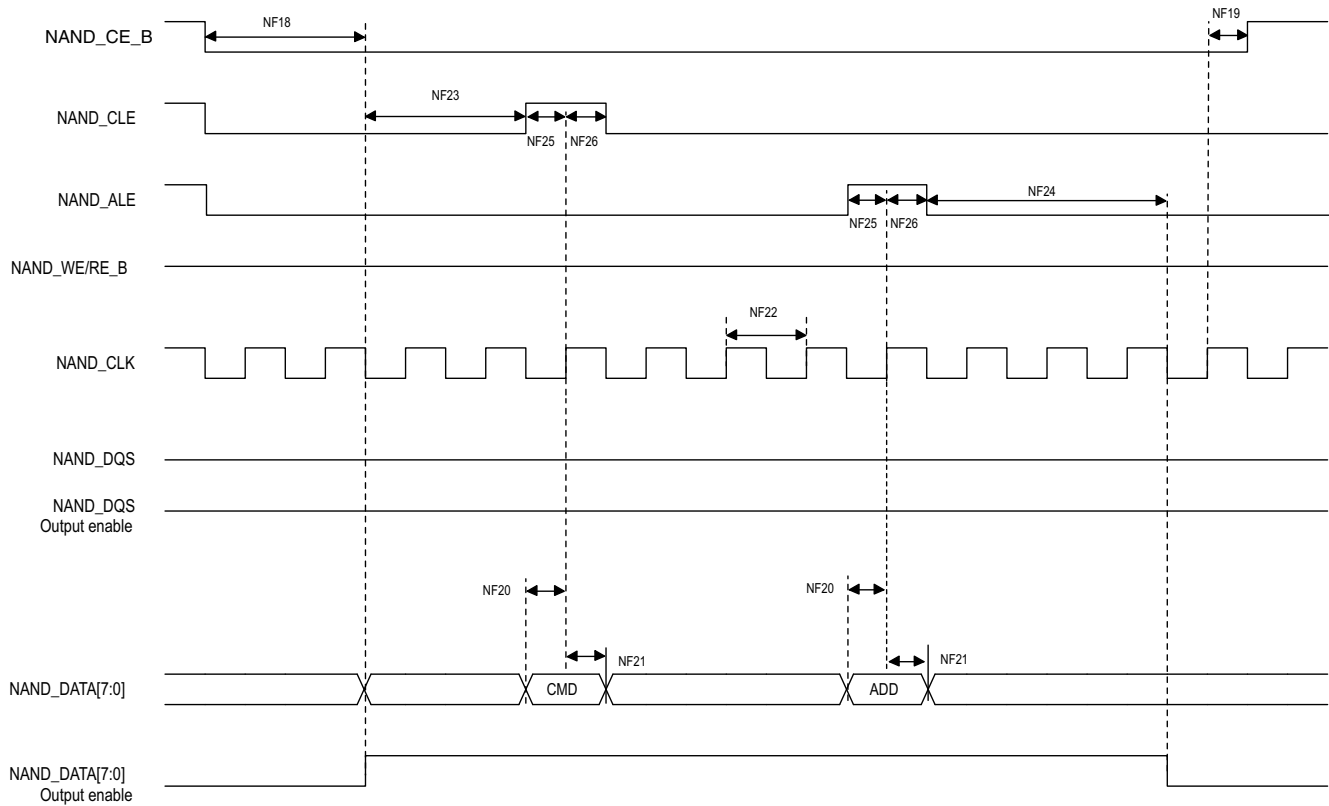 NF18
NF19
NAND_CE_B
NF23
NAND_CLE
NF25 NF26
NAND_ALE
NF24
NF25 NF26
NAND_WE/RE_B
NF22
NAND_CLK
NAND_DQS
NAND_DQS
Output enable
NF20
NF20
NF21
NF21
NAND_DATA[7:0]
CMD
ADD
NAND_DATA[7:0]
Output enable